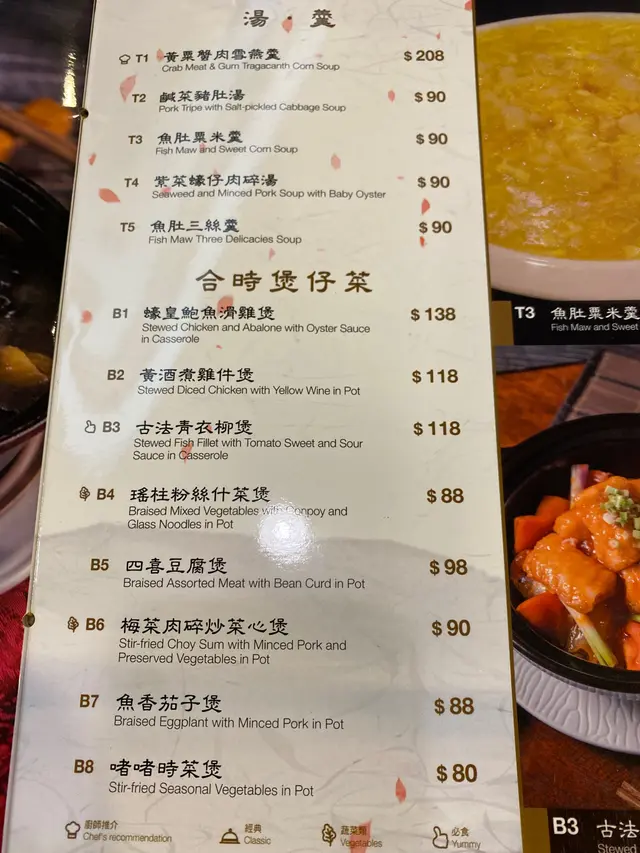 湯·羹
T1 黃粟蟹肉雪燕羹 $208
Crab Meat & Gum Tragacanth Corn Soup
T2 鹹菜豬肚湯 $90
Pork Tripe with Salt-pickled Cabbage Soup
T3 魚肚粟米羹 $90
Fish Maw and Sweet Corn Soup
T4 紫菜蠔仔肉碎湯 $90
Seaweed and Minced Pork Soup with Baby Oyster
T5 魚肚三絲羹 $90
Fish Maw Three Delicacies Soup
合時煲仔菜
B1 蠔皇鮑魚滑雞煲 $138
Stewed Chicken and Abalone with Oyster Sauce
in Casserole
B2 黃酒煮雞件煲 $118
Stewed Diced Chicken with Yellow Wine in Pot
B3 古法青衣柳煲 $118
Stewed Fish Fillet with Tomato Sweet and Sour
Sauce in Casserole
B4 瑤柱粉絲什菜煲 $88
Braised Mixed Vegetables with Conpoy and
Glass Noodles in Pot
B5 四喜豆腐煲 $98
Braised Assorted Meat with Bean Curd in Pot
B6 梅菜肉碎炒菜心煲 $90
Stir-fried Choy Sum with Minced Pork and
Preserved Vegetables in Pot
B7 魚香茄子煲 $88
Braised Eggplant with Minced Pork in Pot
B8 啫啫時菜煲 $80
Stir-fried Seasonal Vegetables in Pot
廚師推介
Chef's recommendation
經典
Classic
蔬菜類
Vegetables
必食
Yummy
T3 魚肚粟米羹
Fish Maw and Sweet
B3 古法
Stewed